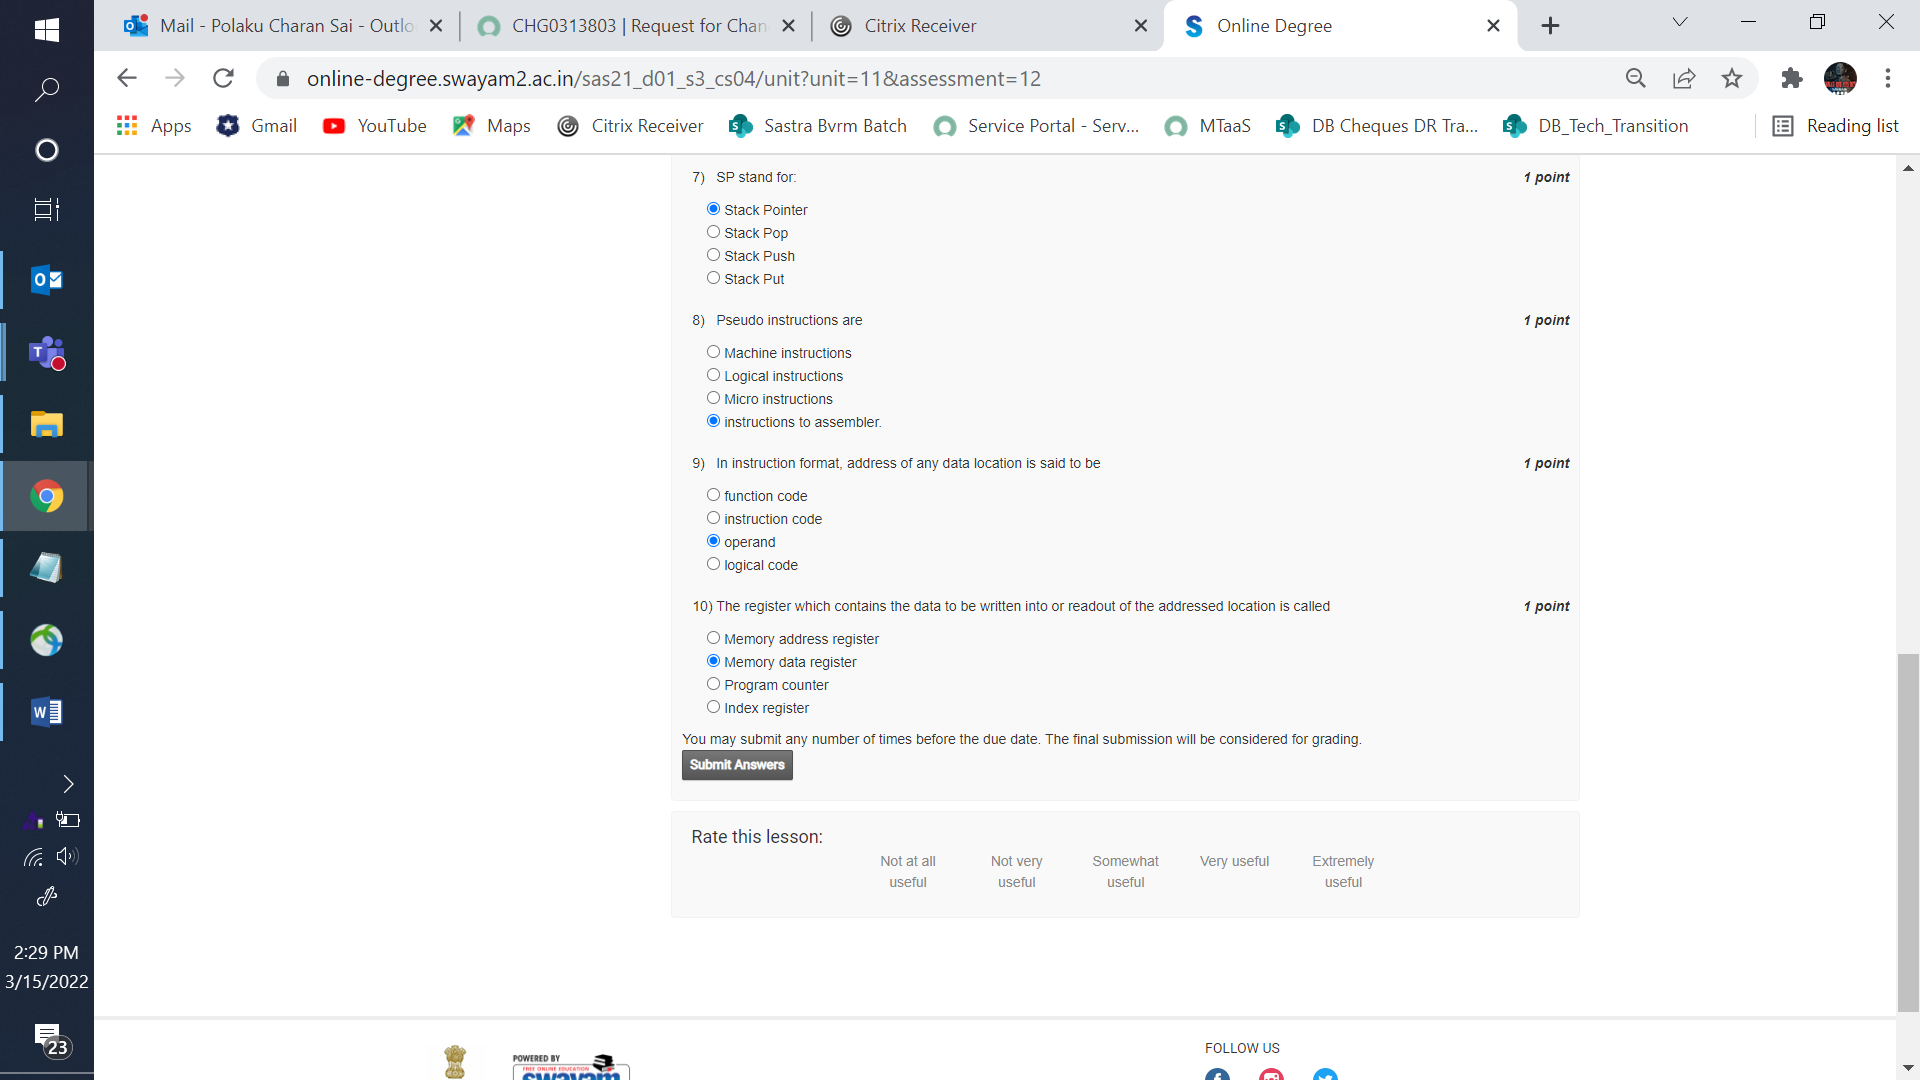 Mail - Polaku Charan Sai - Outlo
CHG0313803 | Request for Chan
Citrix Receiver
Online Degree
online-degree.swayam2.ac.in/sas21_d01_s3_cs04/unit?unit=11&assessment=12
Apps
Gmail
YouTube
Maps
Citrix Receiver
Sastra Bvrm Batch
Service Portal - Serv...
MTaaS
DB Cheques DR Tra...
DB_Tech_Transition
Reading list
7) SP stand for: 1 point
Stack Pointer
Stack Pop
Stack Push
Stack Put
8) Pseudo instructions are 1 point
Machine instructions
Logical instructions
Micro instructions
instructions to assembler.
9) In instruction format, address of any data location is said to be 1 point
function code
instruction code
operand
logical code
10) The register which contains the data to be written into or readout of the addressed location is called 1 point
Memory address register
Memory data register
Program counter
Index register
You may submit any number of times before the due date. The final submission will be considered for grading.
Submit Answers
Rate this lesson:
Not at all useful
Not very useful
Somewhat useful
Very useful
Extremely useful
2:29 PM
3/15/2022
23
POWERED BY
FREE ONLINE EDUCATION
swayam
FOLLOW US